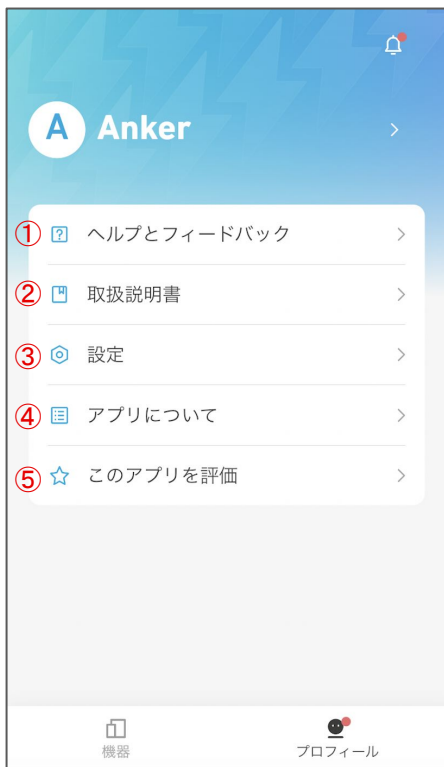 A Anker
① ヘルプとフィードバック
② 取扱説明書
③ 設定
④ アプリについて
⑤ このアプリを評価
機器 プロフィール